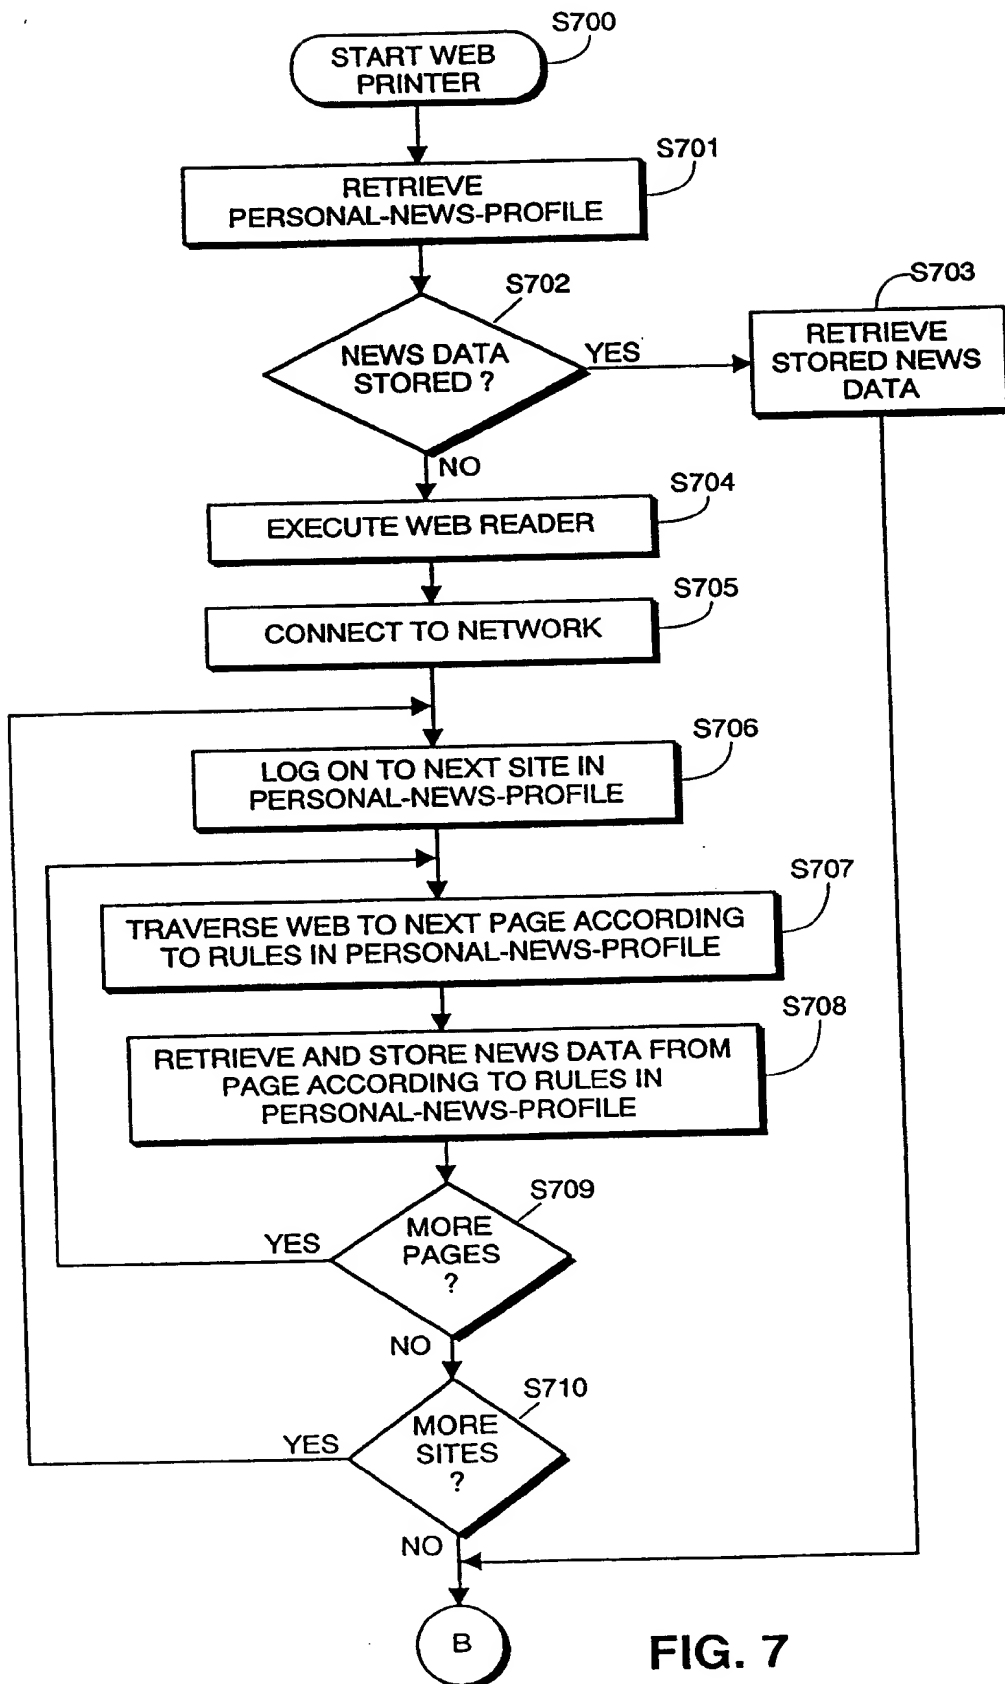 S700
START WEB
PRINTER
S701
RETRIEVE
PERSONAL-NEWS-PROFILE
S702
NEWS DATA
STORED ?
YES
S703
RETRIEVE
STORED NEWS
DATA
NO
S704
EXECUTE WEB READER
S705
CONNECT TO NETWORK
S706
LOG ON TO NEXT SITE IN
PERSONAL-NEWS-PROFILE
S707
TRAVERSE WEB TO NEXT PAGE ACCORDING
TO RULES IN PERSONAL-NEWS-PROFILE
S708
RETRIEVE AND STORE NEWS DATA FROM
PAGE ACCORDING TO RULES IN
PERSONAL-NEWS-PROFILE
S709
MORE
PAGES
?
YES
NO
S710
MORE
SITES
?
YES
NO
B
FIG. 7